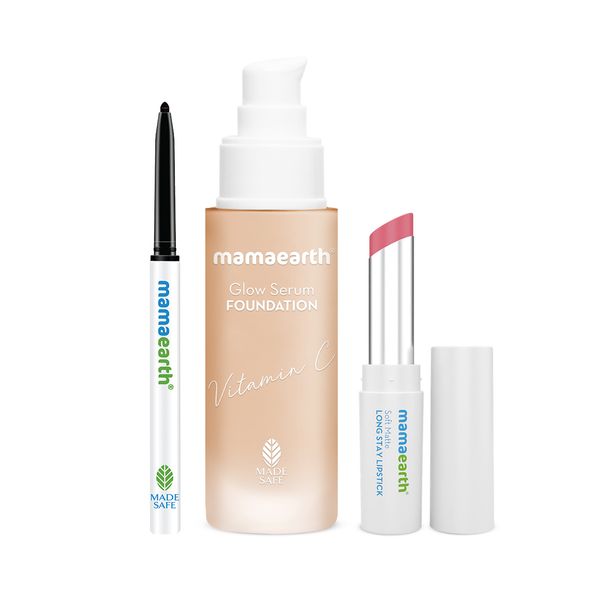 mamaearth®
MADE
SAFE
mamaearth®
Glow Serum
FOUNDATION
Vitamin C
MADE
SAFE
mamaearth®
Soft Matte
LONG STAY LIPSTICK